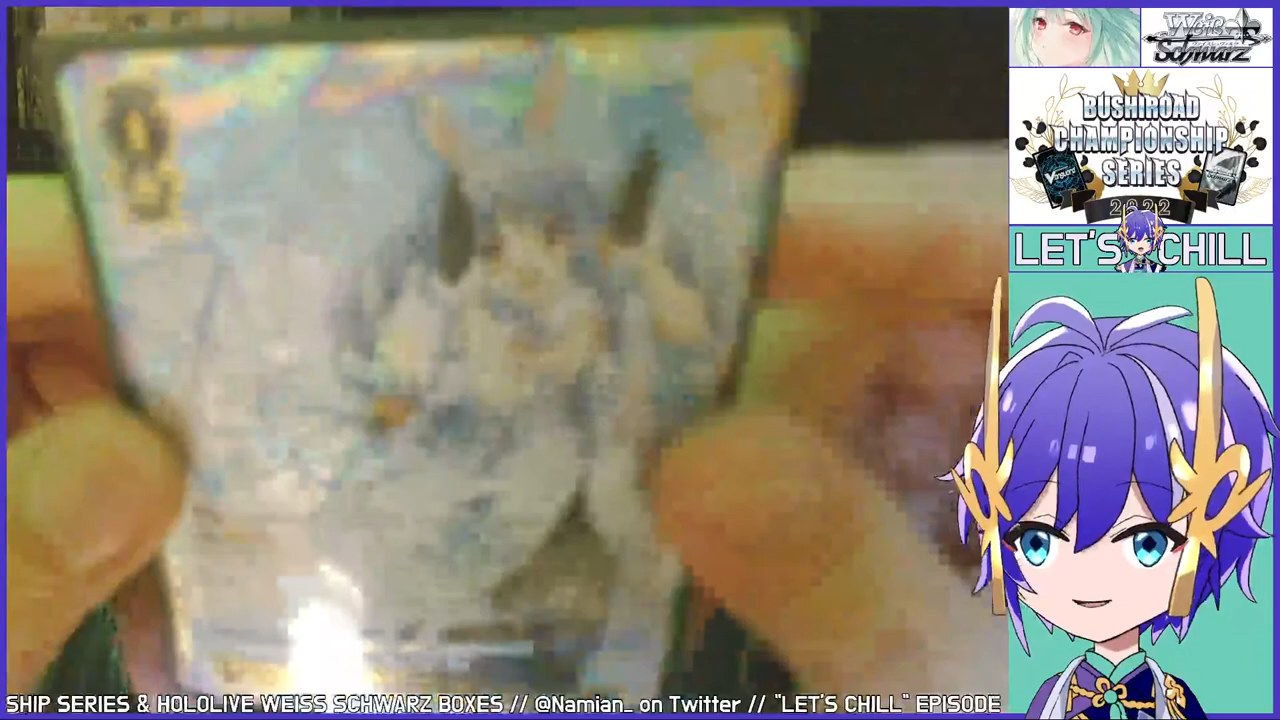 Weiß
Schwarz
BUSHIROAD
CHAMPIONSHIP
SERIES
2022
LET'S CHILL
SHIP SERIES & HOLOLIVE WEISS SCHWARZ BOXES // @Namian_ on Twitter // "LET'S CHILL" EPISODE